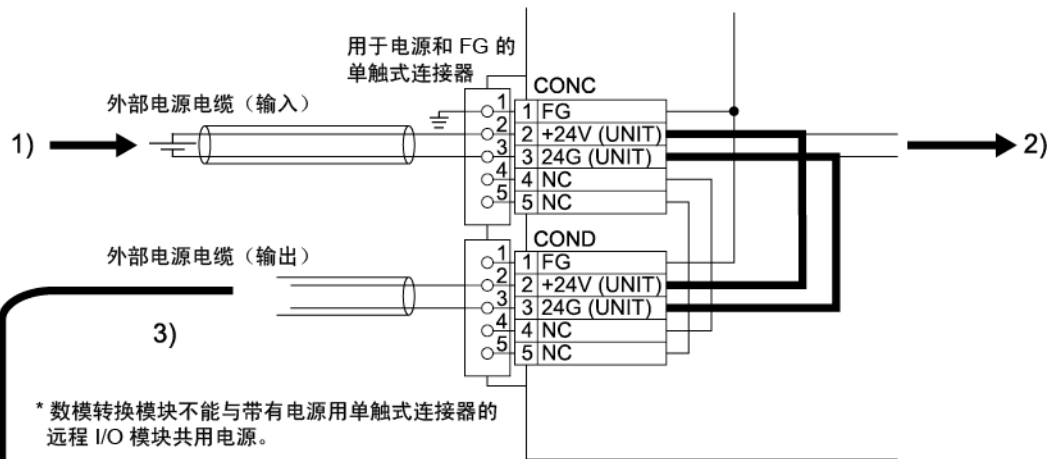 用于电源和 FG 的
单触式连接器
外部电源电缆（输入）
1)
1
2
3
4
5
CONC
1 FG
2 +24V (UNIT)
3 24G (UNIT)
4 NC
5 NC
2)
外部电源电缆（输出）
3)
1
2
3
4
5
COND
1 FG
2 +24V (UNIT)
3 24G (UNIT)
4 NC
5 NC
* 数模转换模块不能与带有电源用单触式连接器的
远程 I/O 模块共用电源。